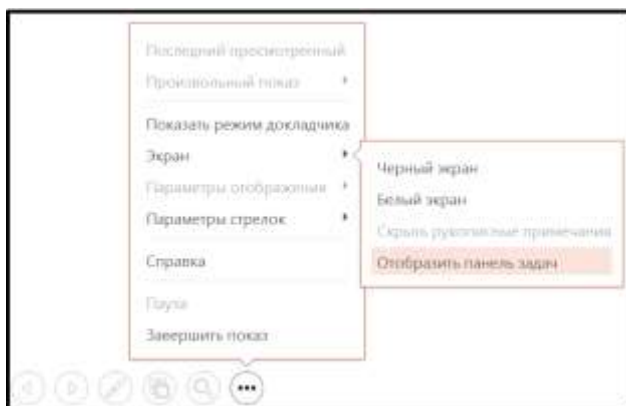 Последний просмотренный
Произвольный показ
Показать режим докладчика
Экран
Параметры отображения
Параметры стрелок
Справка
Пауза
Завершить показ
Черный экран
Белый экран
Скрыть рукописные примечания
Отобразить панель задач